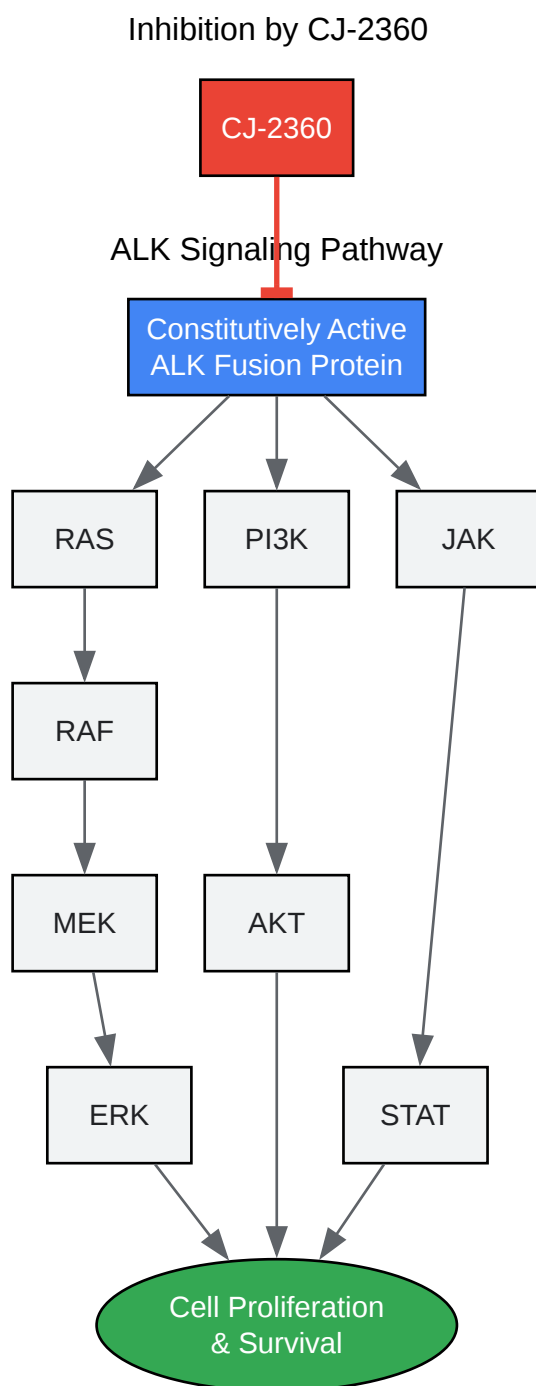 Inhibition by CJ-2360
CJ-2360
ALK Signaling Pathway
Constitutively Active
ALK Fusion Protein
RAS
PI3K
JAK
RAF
MEK
AKT
ERK
STAT
Cell Proliferation
& Survival